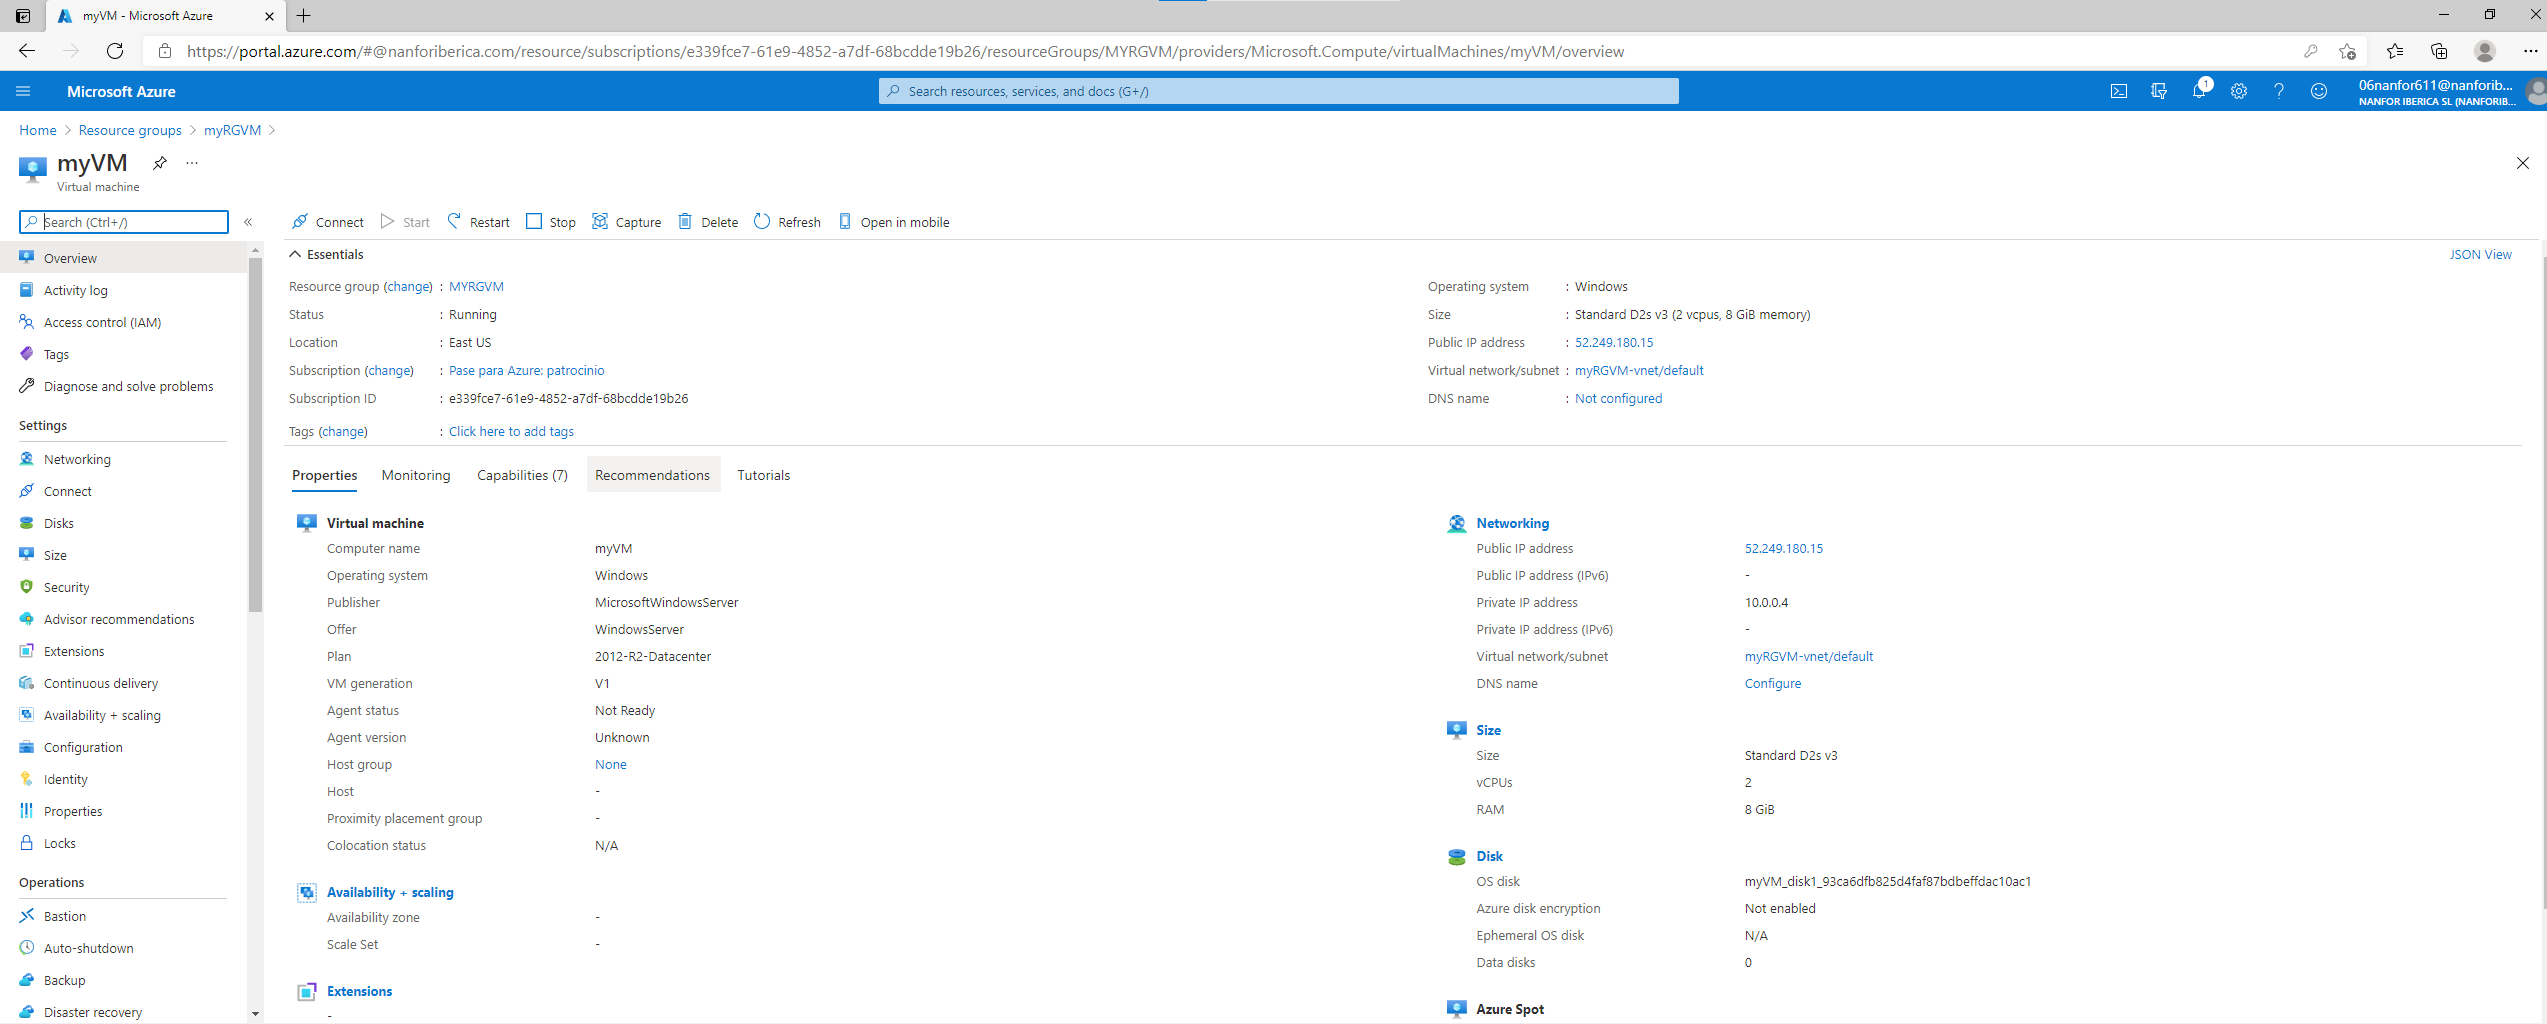 myVM - Microsoft Azure
https://portal.azure.com/#@nanforiberica.com/resource/subscriptions/e339fce7-61e9-4852-a7df-68bcdde19b26/resourceGroups/MYRGVM/providers/Microsoft.Compute/virtualMachines/myVM/overview
Microsoft Azure
Search resources, services, and docs (G+/)
1
06nanfor611@nanforib...
NANFOR IBERICA SL (NANFORIB...
Home > Resource groups > myRGVM >
myVM
...
Virtual machine
Search (Ctrl+/)
«
Overview
Activity log
Access control (IAM)
Tags
Diagnose and solve problems
Settings
Networking
Connect
Disks
Size
Security
Advisor recommendations
Extensions
Continuous delivery
Availability + scaling
Configuration
Identity
Properties
Locks
Operations
Bastion
Auto-shutdown
Backup
Disaster recovery
Connect Start Restart Stop Capture Delete Refresh Open in mobile
Essentials
JSON View
Resource group (change) : MYRGVM
Status : Running
Location : East US
Subscription (change) : Pase para Azure: patrocinio
Subscription ID : e339fce7-61e9-4852-a7df-68bcdde19b26
Tags (change) : Click here to add tags
Operating system : Windows
Size : Standard D2s v3 (2 vcpus, 8 GiB memory)
Public IP address : 52.249.180.15
Virtual network/subnet : myRGVM-vnet/default
DNS name : Not configured
Properties Monitoring Capabilities (7) Recommendations Tutorials
Virtual machine
Computer name myVM
Operating system Windows
Publisher MicrosoftWindowsServer
Offer WindowsServer
Plan 2012-R2-Datacenter
VM generation V1
Agent status Not Ready
Agent version Unknown
Host group None
Host -
Proximity placement group -
Colocation status N/A
Availability + scaling
Availability zone -
Scale Set -
Extensions
-
Networking
Public IP address 52.249.180.15
Public IP address (IPv6) -
Private IP address 10.0.0.4
Private IP address (IPv6) -
Virtual network/subnet myRGVM-vnet/default
DNS name Configure
Size
Size Standard D2s v3
vCPUs 2
RAM 8 GiB
Disk
OS disk myVM_disk1_93ca6dfb825d4faf87bdbeffdac10ac1
Azure disk encryption Not enabled
Ephemeral OS disk N/A
Data disks 0
Azure Spot